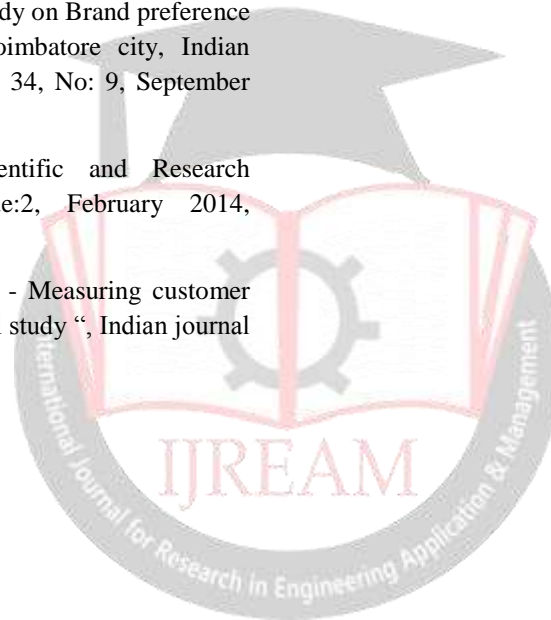 dy on Brand preference
oimbatore city, Indian
34, No: 9, September
entific and Research
e:2, February 2014,
- Measuring customer
study “, Indian journal
IJREAM
International Journal for Research in Engineering Application & Management